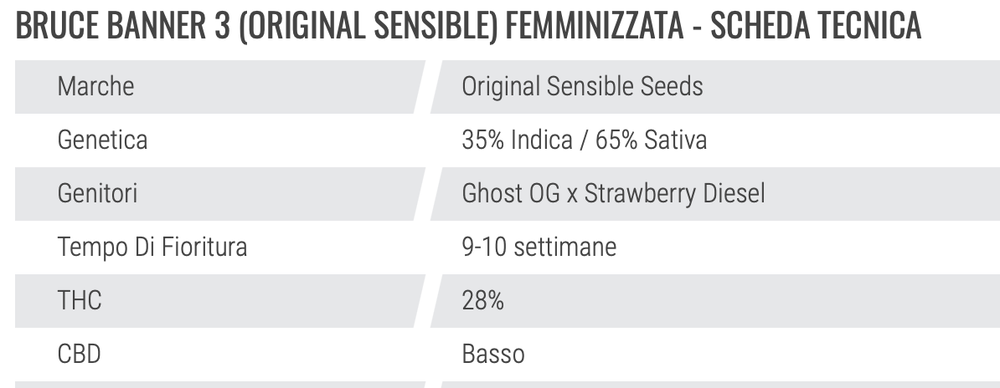 BRUCE BANNER 3 (ORIGINAL SENSIBLE) FEMMINIZZATA - SCHEDA TECNICA
Marche Original Sensible Seeds
Genetica 35% Indica / 65% Sativa
Genitori Ghost OG x Strawberry Diesel
Tempo Di Fioritura 9-10 settimane
THC 28%
CBD Basso